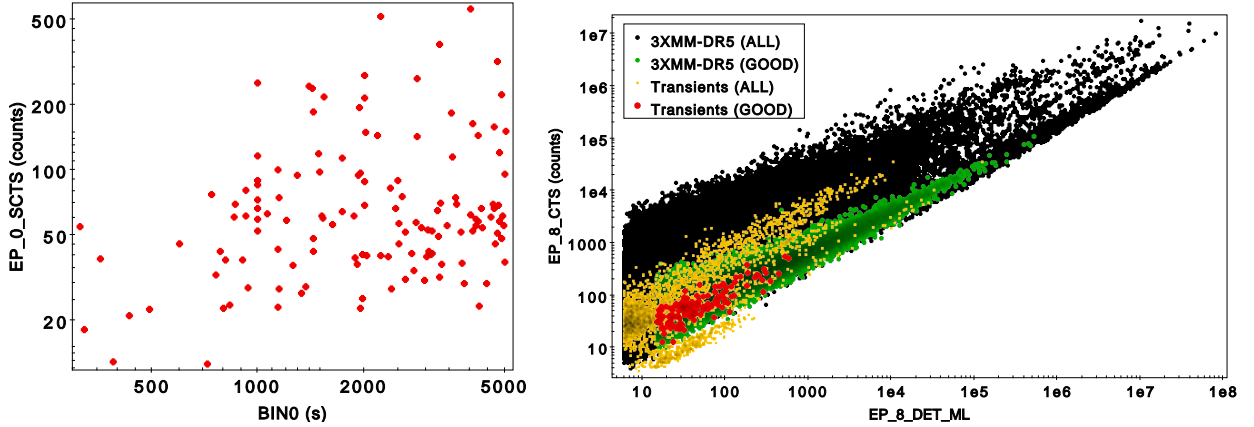 EP_0_SCTS (counts)
500
200
100
50
20
500
1000
2000
5000
BIN0 (s)
EP_8_CTS (counts)
1e7
1e6
1e5
1e4
1000
100
10
3XMM-DR5 (ALL)
3XMM-DR5 (GOOD)
Transients (ALL)
Transients (GOOD)
10
100
1000
1e4
1e5
1e6
1e7
1e8
EP_8_DET_ML